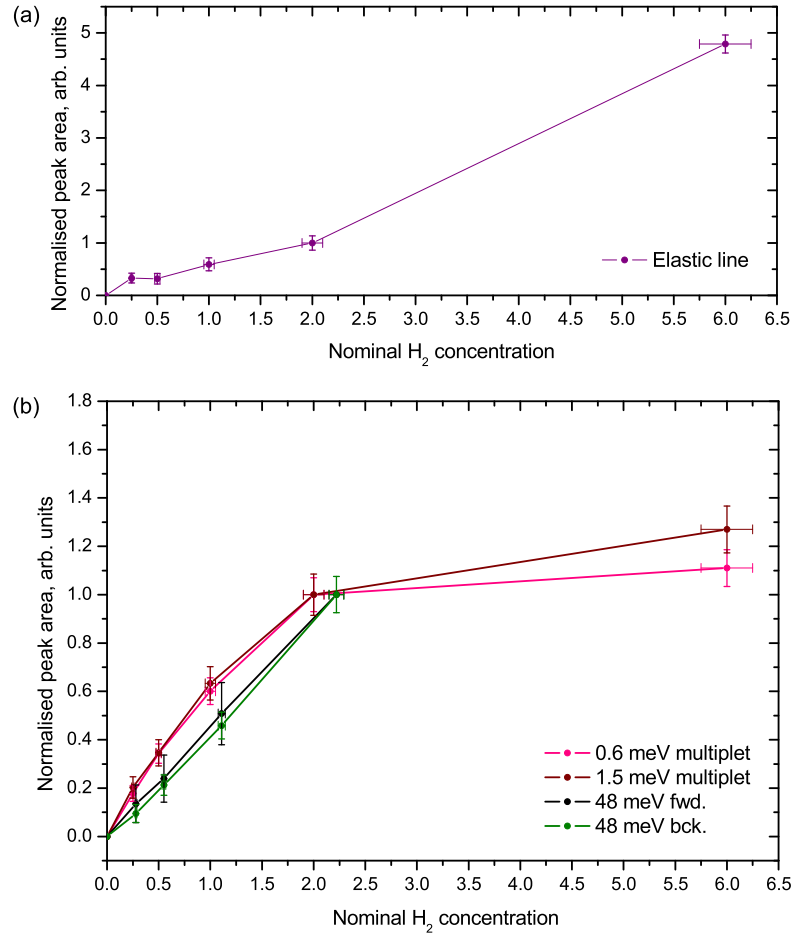 (a)
Normalised peak area, arb. units
5
4
3
2
1
0
0.0 0.5 1.0 1.5 2.0 2.5 3.0 3.5 4.0 4.5 5.0 5.5 6.0 6.5
Nominal H₂ concentration
Elastic line
(b)
Normalised peak area, arb. units
1.8
1.6
1.4
1.2
1.0
0.8
0.6
0.4
0.2
0.0
0.0 0.5 1.0 1.5 2.0 2.5 3.0 3.5 4.0 4.5 5.0 5.5 6.0 6.5
Nominal H₂ concentration
0.6 meV multiplet
1.5 meV multiplet
48 meV fwd.
48 meV bck.